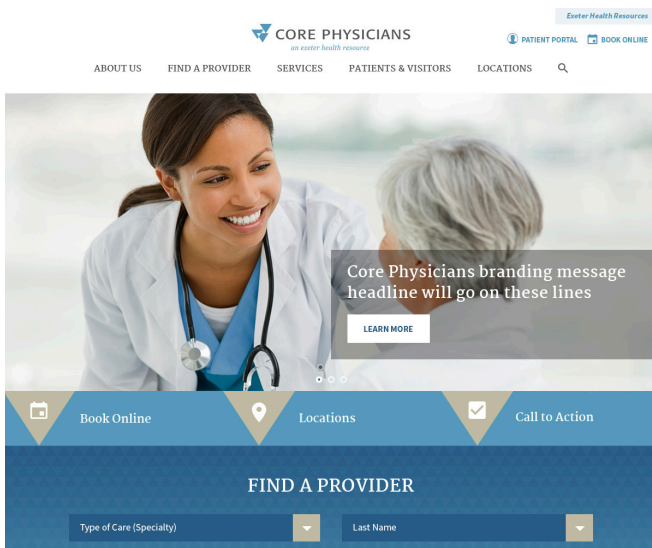 Exeter Health Resources
CORE PHYSICIANS
an exeter health resource
PATIENT PORTAL
BOOK ONLINE
ABOUT US
FIND A PROVIDER
SERVICES
PATIENTS & VISITORS
LOCATIONS
Core Physicians branding message
headline will go on these lines
LEARN MORE
Book Online
Locations
Call to Action
FIND A PROVIDER
Type of Care (Specialty)
Last Name